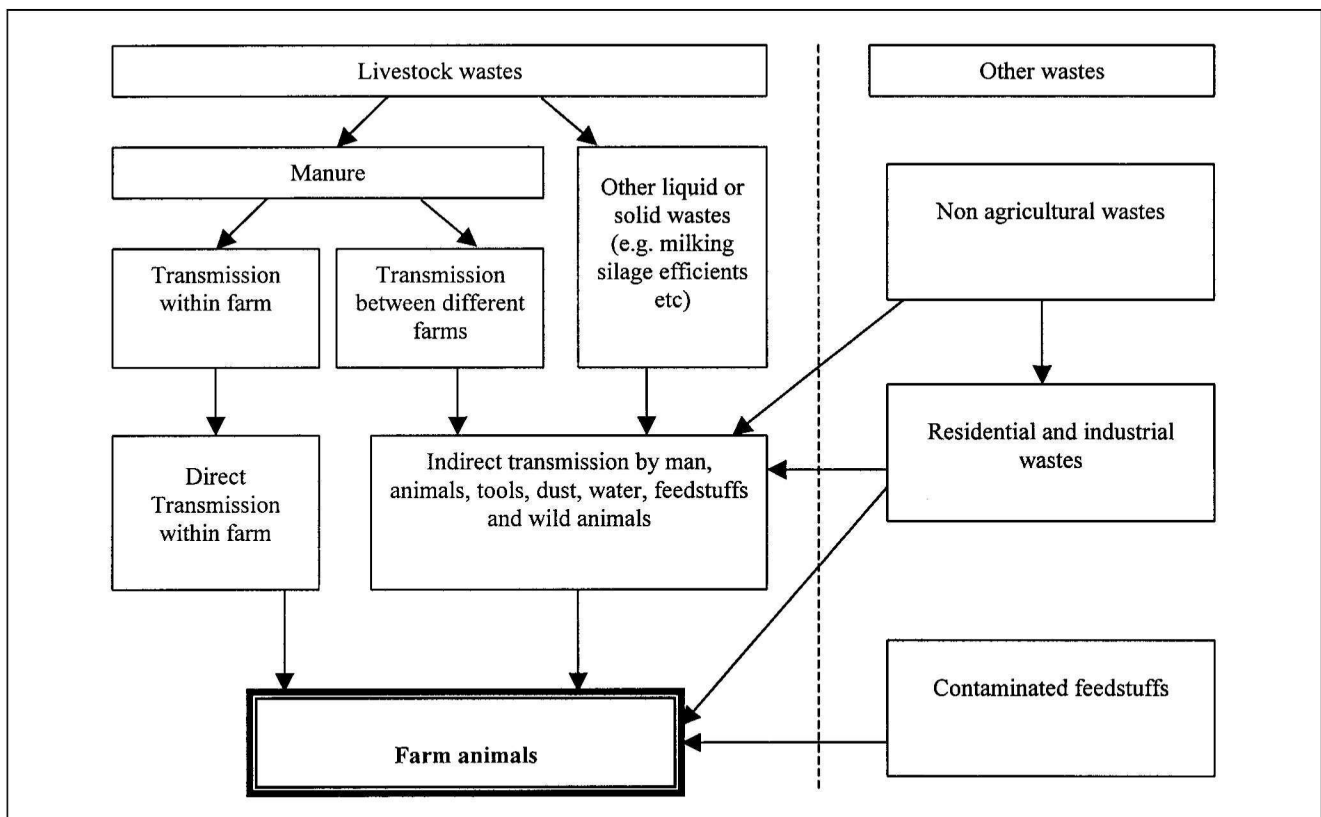 Livestock wastes
Other wastes
Manure
Other liquid or
solid wastes
(e.g. milking
silage efficients
etc)
Non agricultural wastes
Transmission
within farm
Transmission
between different
farms
Direct
Transmission
within farm
Indirect transmission by man,
animals, tools, dust, water, feedstuffs
and wild animals
Residential and industrial
wastes
Contaminated feedstuffs
Farm animals